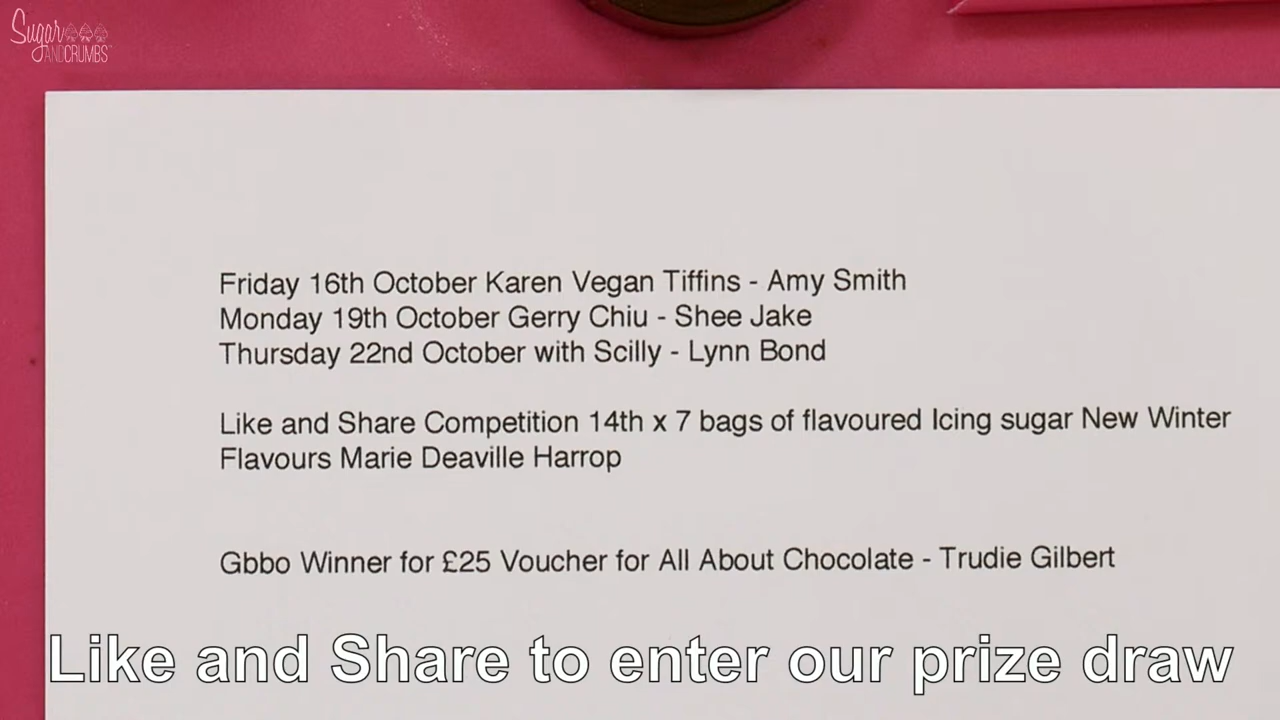 Sugar
ANDCRUMBS
Friday 16th October Karen Vegan Tiffins - Amy Smith
Monday 19th October Gerry Chiu - Shee Jake
Thursday 22nd October with Scilly - Lynn Bond
Like and Share Competition 14th x 7 bags of flavoured Icing sugar New Winter
Flavours Marie Deaville Harrop
Gbbo Winner for £25 Voucher for All About Chocolate - Trudie Gilbert
Like and Share to enter our prize draw